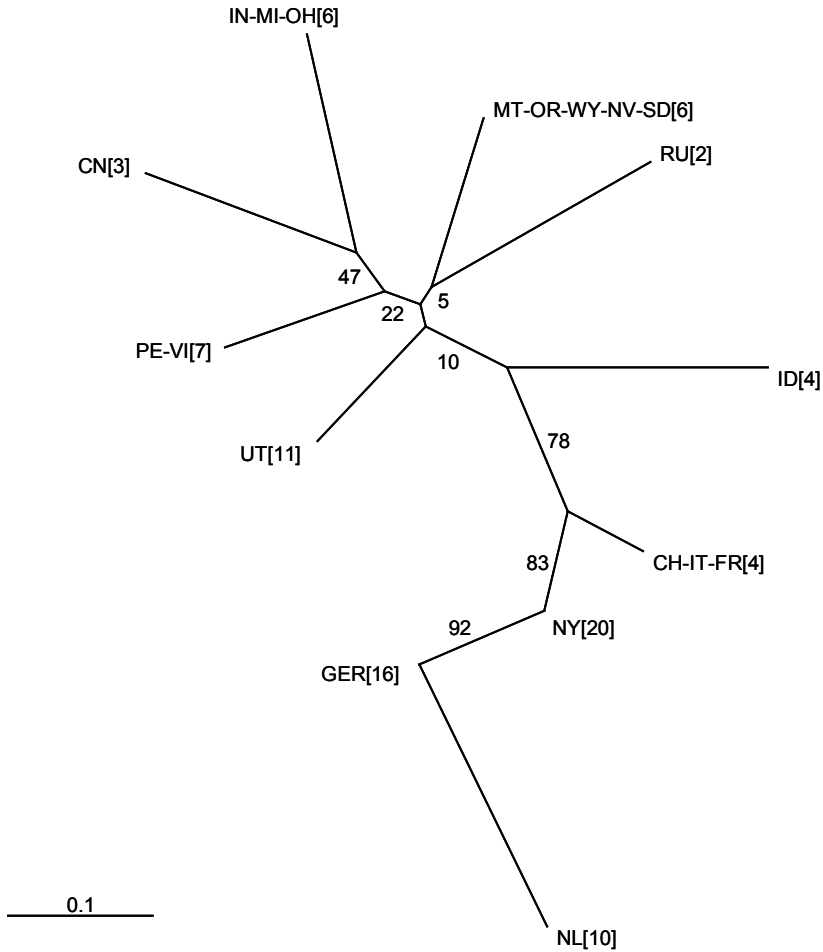 IN-MI-OH[6]
MT-OR-WY-NV-SD[6]
RU[2]
CN[3]
47
5
22
PE-VI[7]
10
ID[4]
UT[11]
78
83
CH-IT-FR[4]
92
NY[20]
GER[16]
0.1
NL[10]